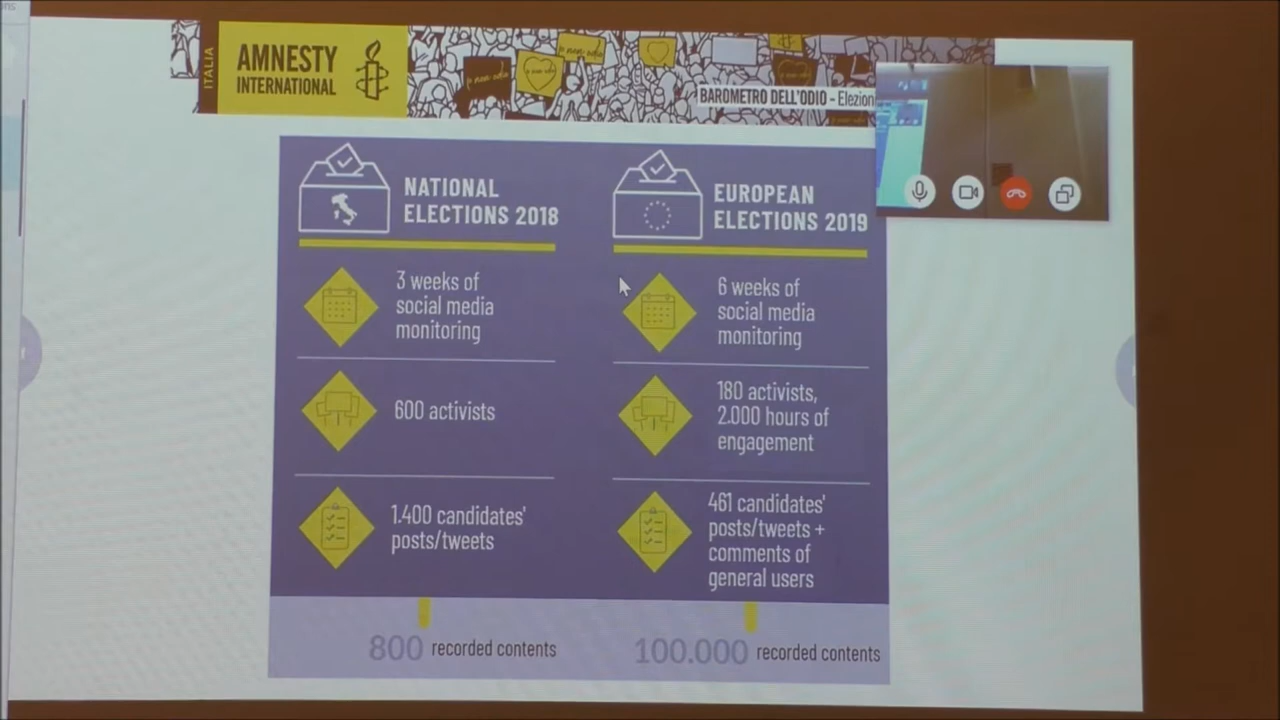 ITALIA
AMNESTY
INTERNATIONAL
BAROMETRO DELL'ODIO - Elezion
NATIONAL
ELECTIONS 2018
3 weeks of
social media
monitoring
600 activists
1.400 candidates'
posts/tweets
800 recorded contents
EUROPEAN
ELECTIONS 2019
6 weeks of
social media
monitoring
180 activists,
2.000 hours of
engagement
461 candidates'
posts/tweets +
comments of
general users
100.000 recorded contents